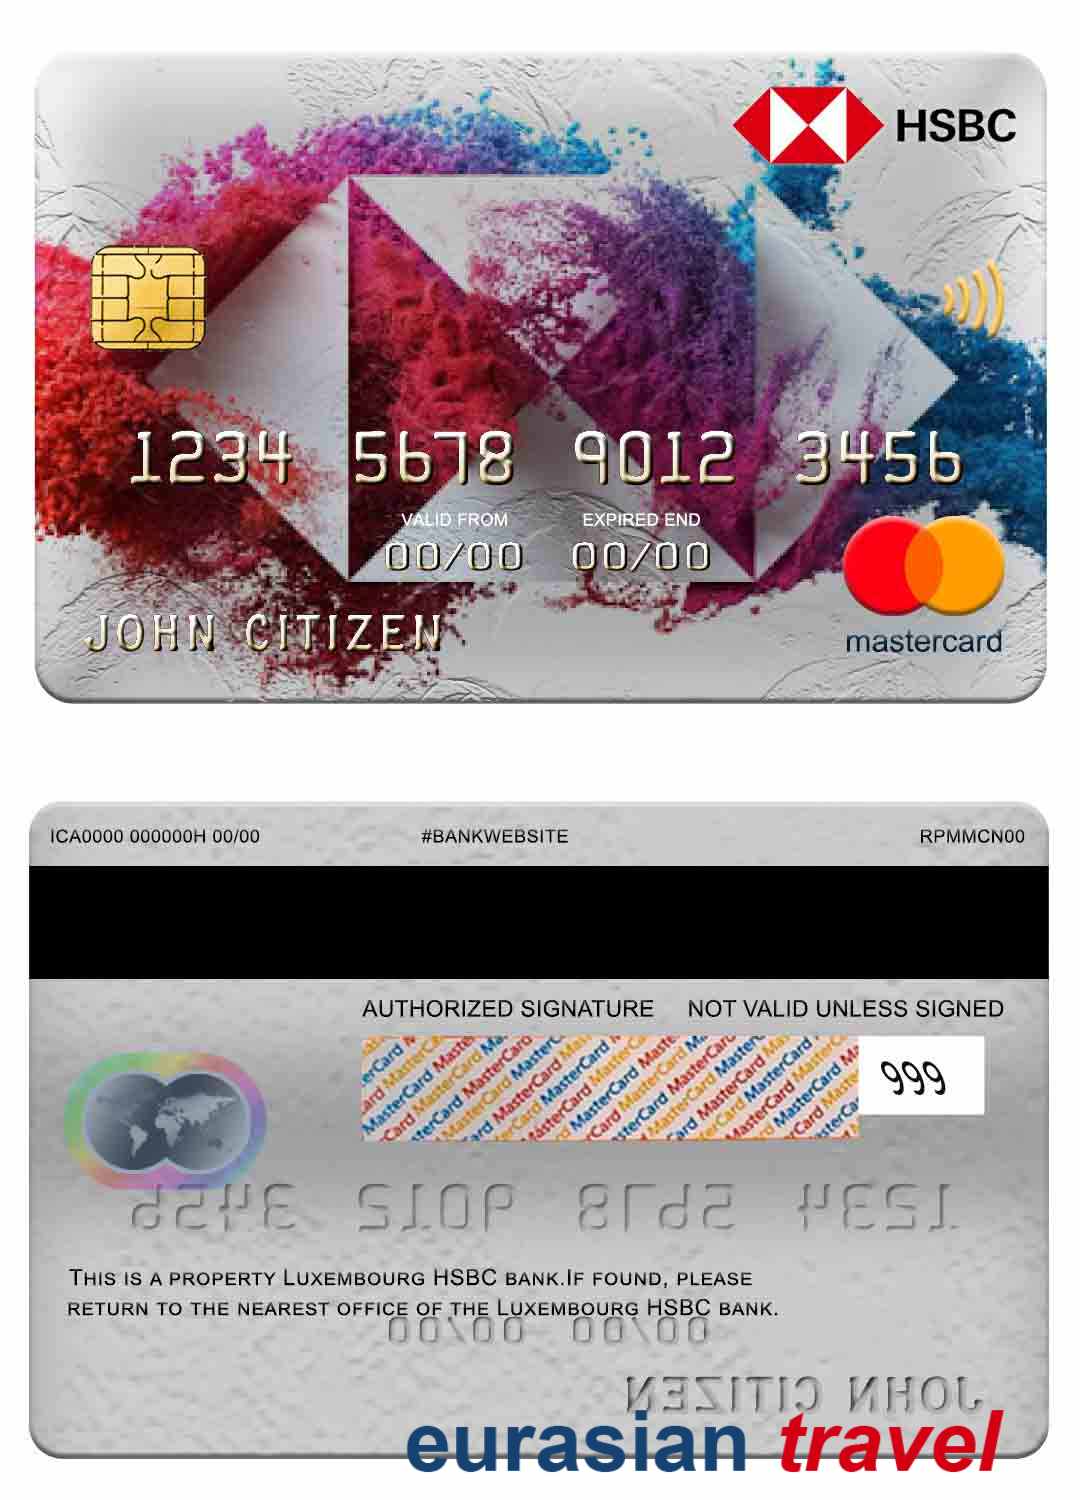 HSBC
1234 5678 9012 3456
VALID FROM EXPIRED END
00/00 00/00
JOHN CITIZEN
mastercard
ICA0000 000000H 00/00 #BANKWEBSITE RPMMCN00
AUTHORIZED SIGNATURE NOT VALID UNLESS SIGNED
MasterCard MasterCard MasterCard MasterCard
999
1234 5678 9012 3456
THIS IS A PROPERTY LUXEMBOURG HSBC BANK.IF FOUND, PLEASE
RETURN TO THE NEAREST OFFICE OF THE LUXEMBOURG HSBC BANK.
00/00 00/00
JOHN CITIZEN
eurasian travel